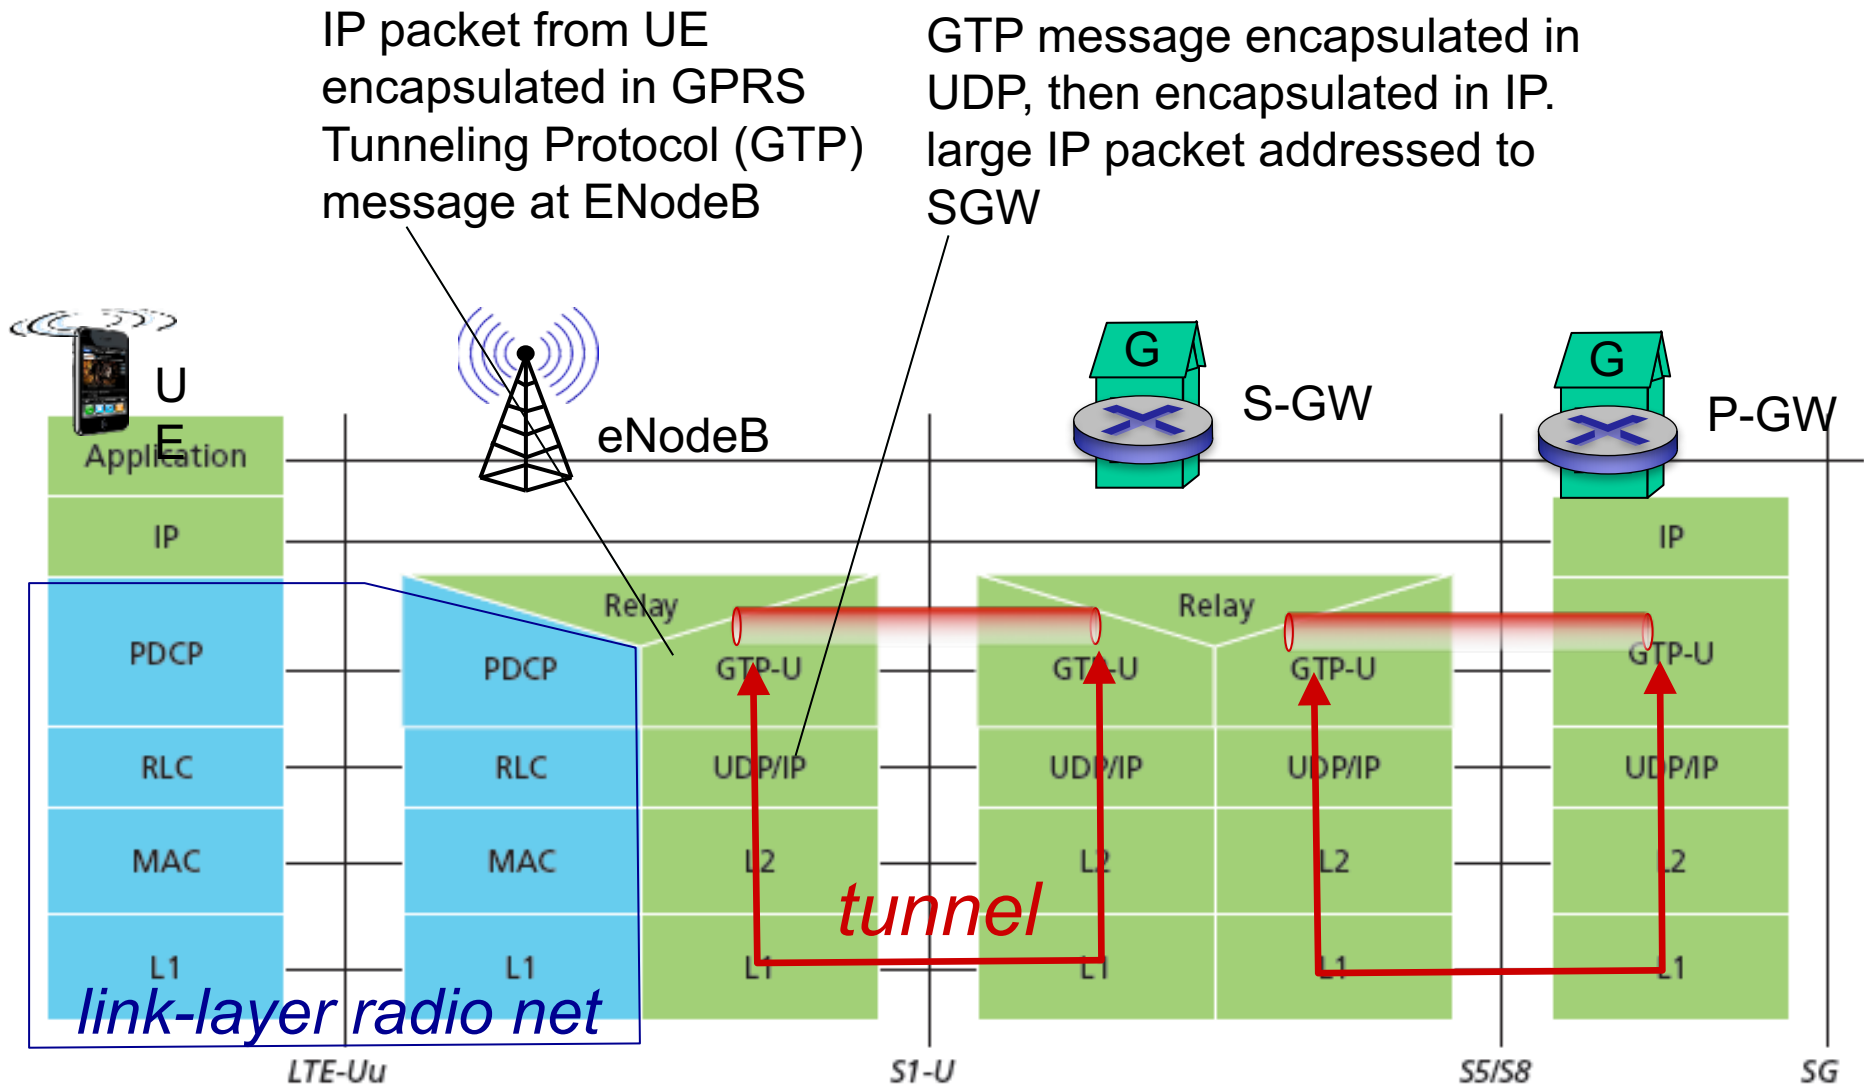 IP packet from UE
encapsulated in GPRS
Tunneling Protocol (GTP)
message at ENodeB
GTP message encapsulated in
UDP, then encapsulated in IP.
large IP packet addressed to
SGW
U
E
eNodeB
G
S-GW
G
P-GW
Application
IP
IP
Relay
Relay
PDCP
PDCP
GTP-U
GTP-U
GTP-U
GTP-U
RLC
RLC
UDP/IP
UDP/IP
UDP/IP
UDP/IP
MAC
MAC
L2
L2
L2
L2
tunnel
L1
L1
L1
L1
L1
L1
link-layer radio net
LTE-Uu
S1-U
S5/S8
SG